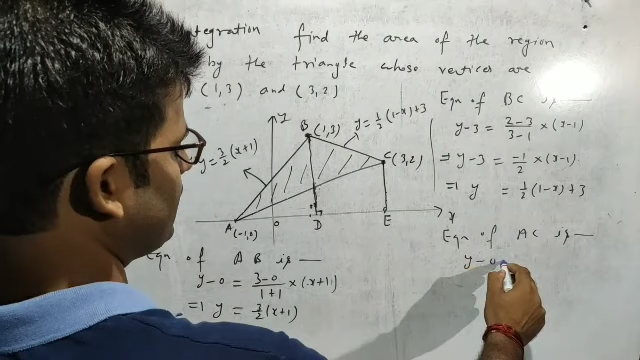 tegration find the area of the region
by the triangle whose vertices are
(1,3) and (3,2)
y
B (1,3)
y = 1/2 (1-x)+3
y = 3/2 (x+1)
C (3,2)
A (-1,0)
0
D
E
x
Eqn of AB is —
y-0 = 3-0/1+1 × (x+1)
⇒ y = 3/2 (x+1)
Eqn of BC is —
y-3 = 2-3/3-1 × (x-1)
⇒ y-3 = -1/2 × (x-1)
⇒ y = 1/2 (1-x)+3
Eqn of AC is —
y-0